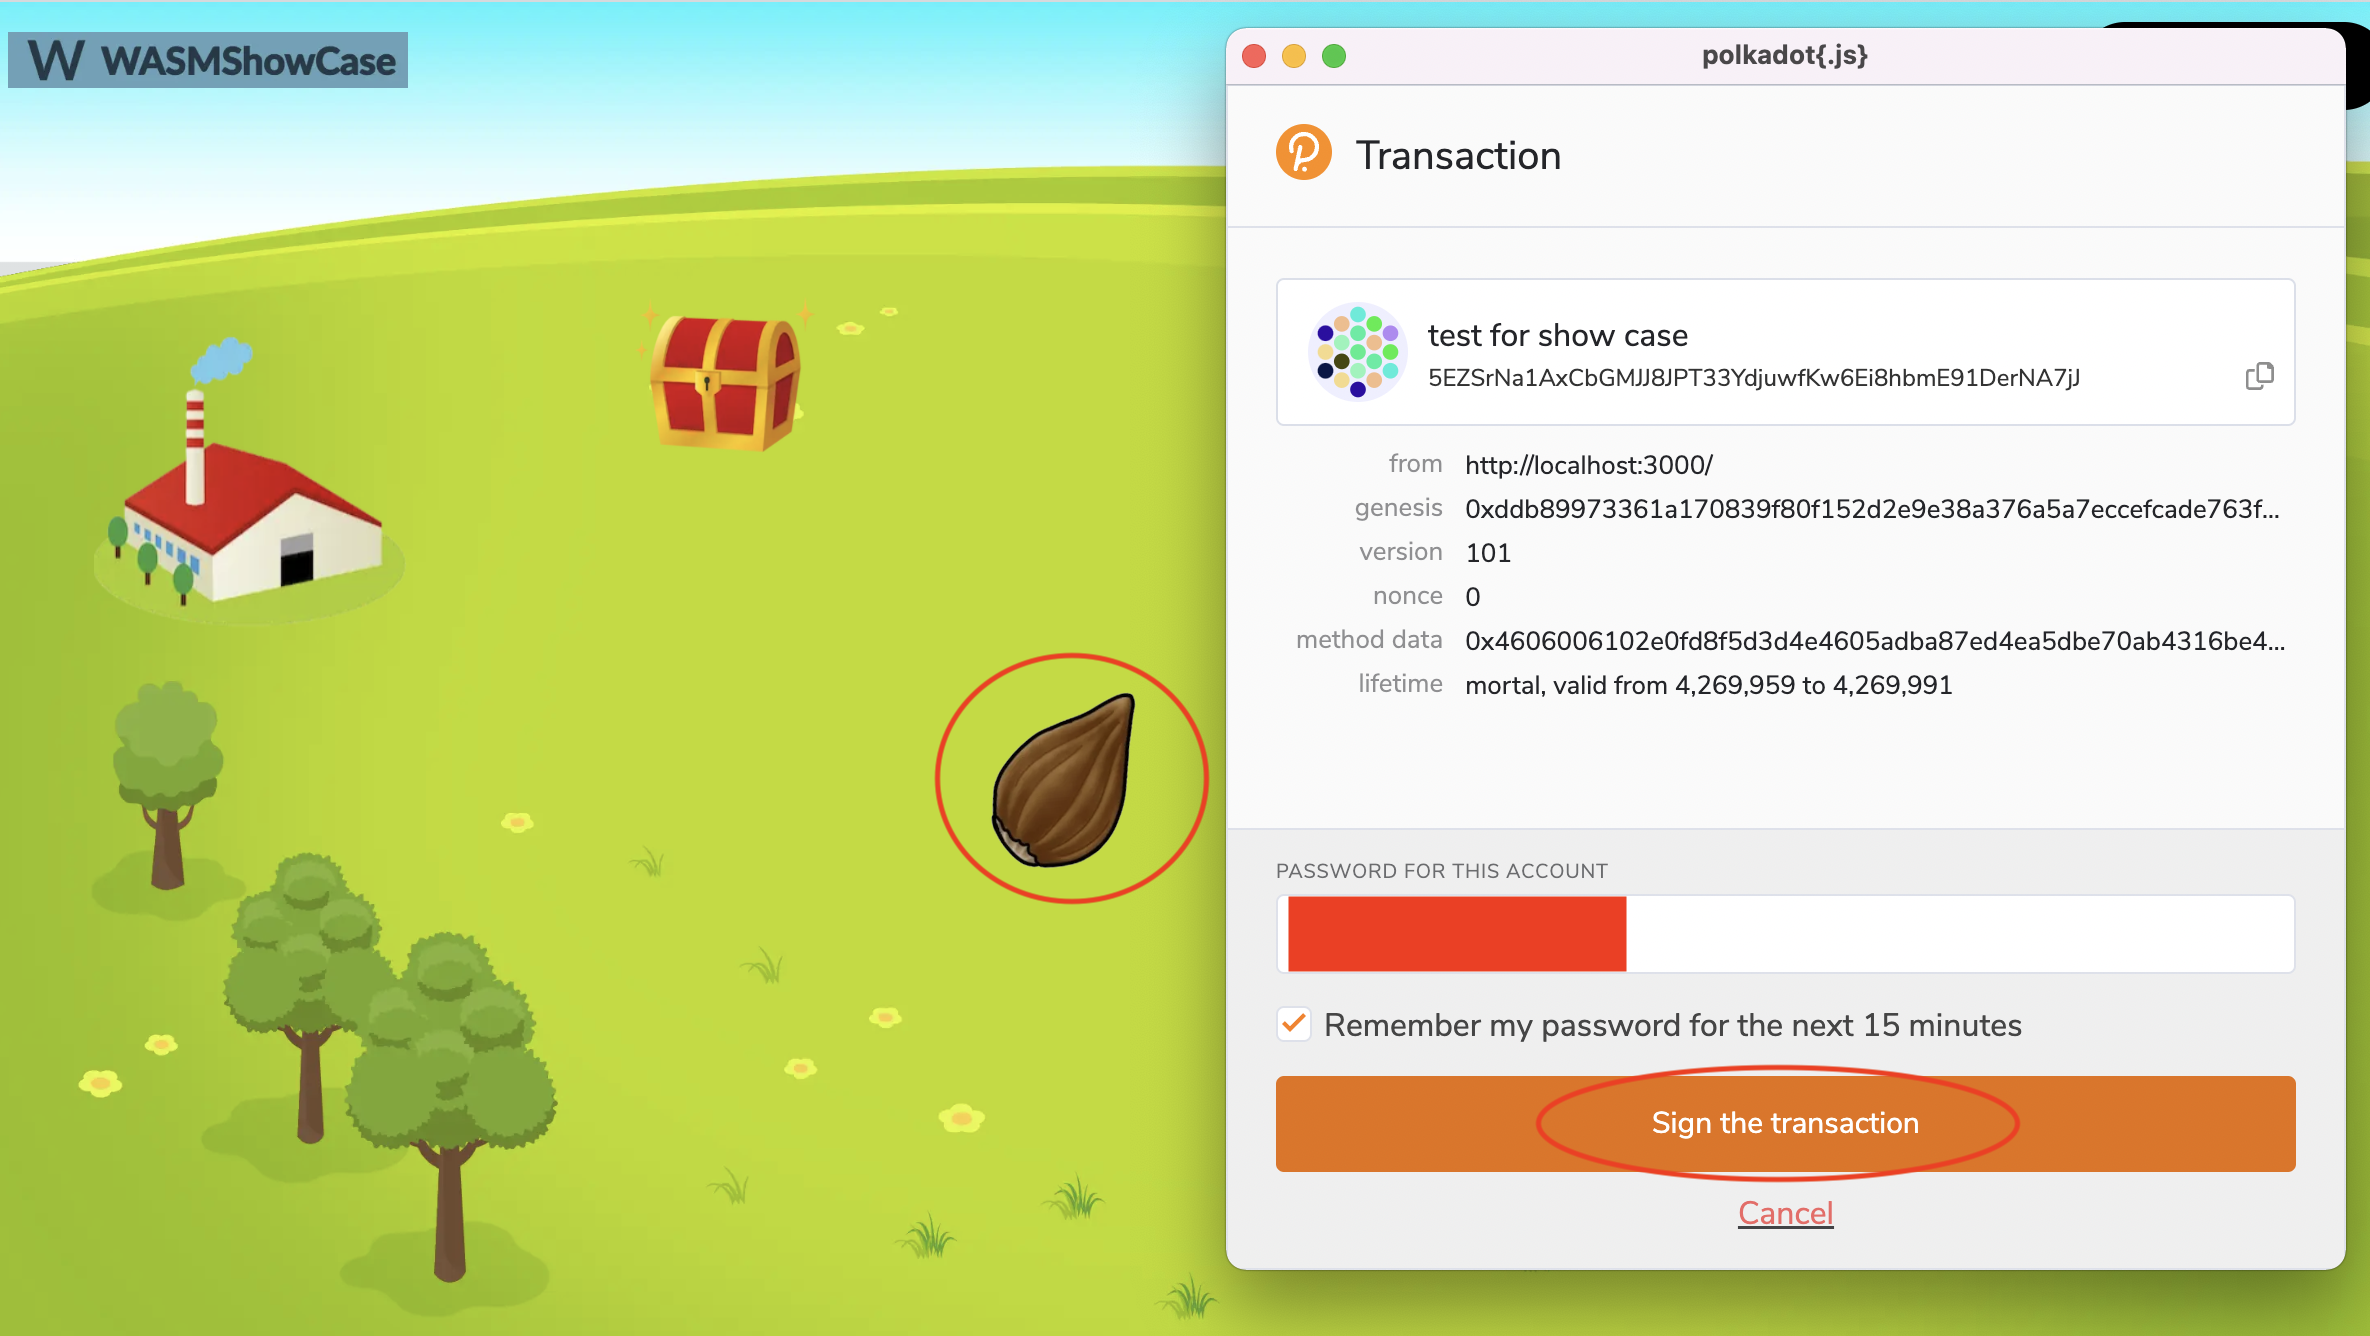 W WASMShowCase
polkadot{.js}
Transaction
test for show case
5EZSrNa1AxCbGMJJ8JPT33YdjuwfKw6Ei8hbmE91DerNA7jJ
from http://localhost:3000/
genesis 0xddb89973361a170839f80f152d2e9e38a376a5a7eccefcade763f...
version 101
nonce 0
method data 0x4606006102e0fd8f5d3d4e4605adba87ed4ea5dbe70ab4316be4...
lifetime mortal, valid from 4,269,959 to 4,269,991
PASSWORD FOR THIS ACCOUNT
Remember my password for the next 15 minutes
Sign the transaction
Cancel